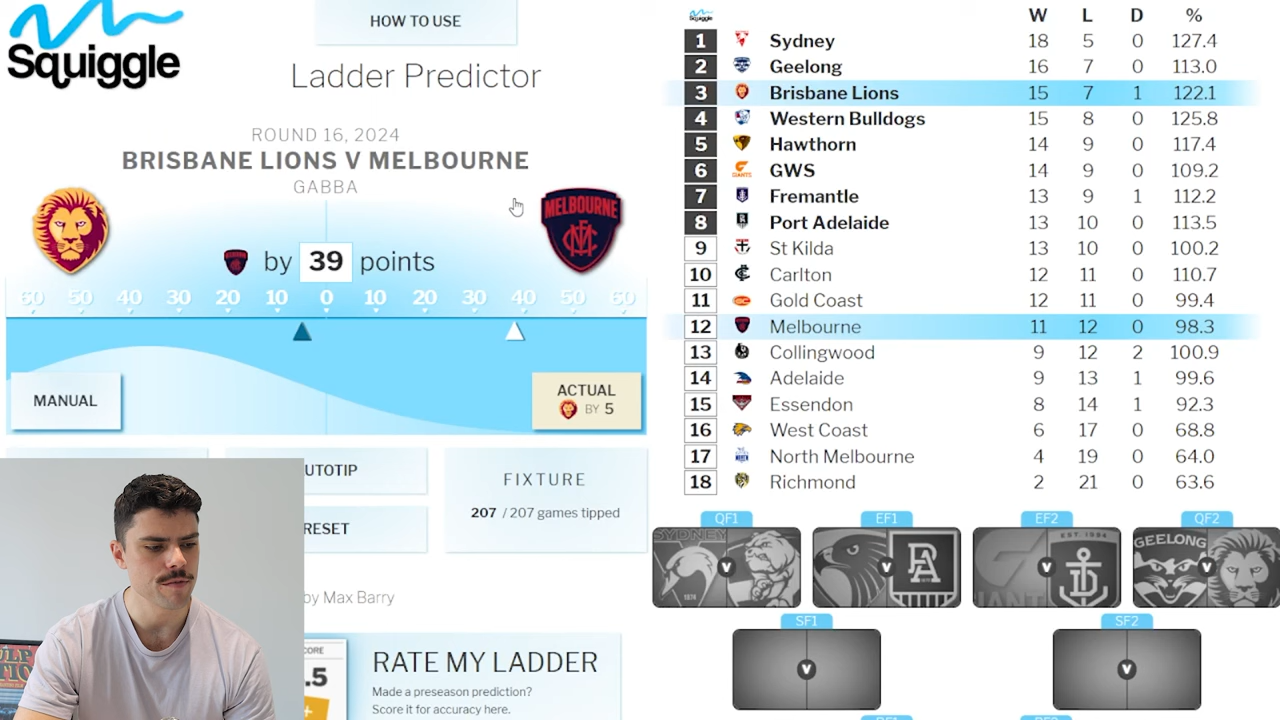 Squiggle
HOW TO USE
Ladder Predictor
ROUND 16, 2024
BRISBANE LIONS V MELBOURNE
GABBA
MELBOURNE
by 39 points
60 50 40 30 20 10 0 10 20 30 40 50 60
MANUAL
ACTUAL
BY 5
UTOTIP
RESET
FIXTURE
207 / 207 games tipped
by Max Barry
CORE
.5
RATE MY LADDER
Made a preseason prediction?
Score it for accuracy here.
Squiggle
W L D %
1 Sydney 18 5 0 127.4
2 Geelong 16 7 0 113.0
3 Brisbane Lions 15 7 1 122.1
4 Western Bulldogs 15 8 0 125.8
5 Hawthorn 14 9 0 117.4
6 GWS 14 9 0 109.2
7 Fremantle 13 9 1 112.2
8 Port Adelaide 13 10 0 113.5
9 St Kilda 13 10 0 100.2
10 Carlton 12 11 0 110.7
11 Gold Coast 12 11 0 99.4
12 Melbourne 11 12 0 98.3
13 Collingwood 9 12 2 100.9
14 Adelaide 9 13 1 99.6
15 Essendon 8 14 1 92.3
16 West Coast 6 17 0 68.8
17 North Melbourne 4 19 0 64.0
18 Richmond 2 21 0 63.6
QF1 EF1 EF2 QF2
SYDNEY
1874
V
V
PA
EST. 1994
V
GEELONG
V
SF1 SF2
V V